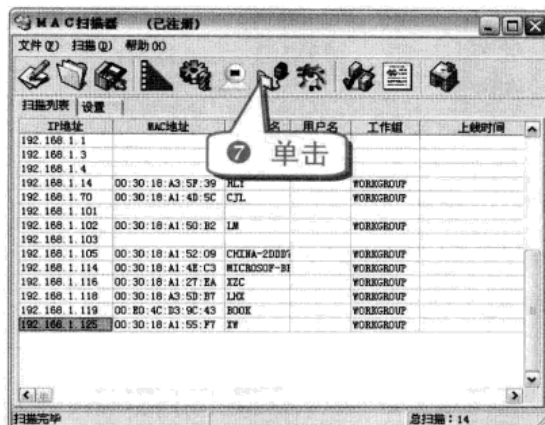 MAC扫描器 (已注册)
文件(F) 扫描(D) 帮助(H)
扫描列表 设置
IP地址 MAC地址 名 用户名 工作组 上线时间
❼ 单击
192.168.1.1
192.168.1.3
192.168.1.4
192.168.1.14 00:30:18:A3:5F:39 HLY WORKGROUP
192.168.1.70 00:30:18:A1:4D:5C CJL WORKGROUP
192.168.1.101
192.168.1.102 00:30:18:A1:50:B2 LM WORKGROUP
192.168.1.103
192.168.1.105 00:30:18:A1:52:09 CHINA-2DDD7 WORKGROUP
192.168.1.114 00:30:18:A1:4E:C3 MICROSOF-BE WORKGROUP
192.168.1.116 00:30:18:A1:27:EA XZC WORKGROUP
192.168.1.118 00:30:18:A3:5D:B7 LHX WORKGROUP
192.168.1.119 00:E0:4C:D3:9C:43 BOOK WORKGROUP
192.168.1.125 00:30:18:A1:55:F7 XW WORKGROUP
扫描完毕 总扫描:14